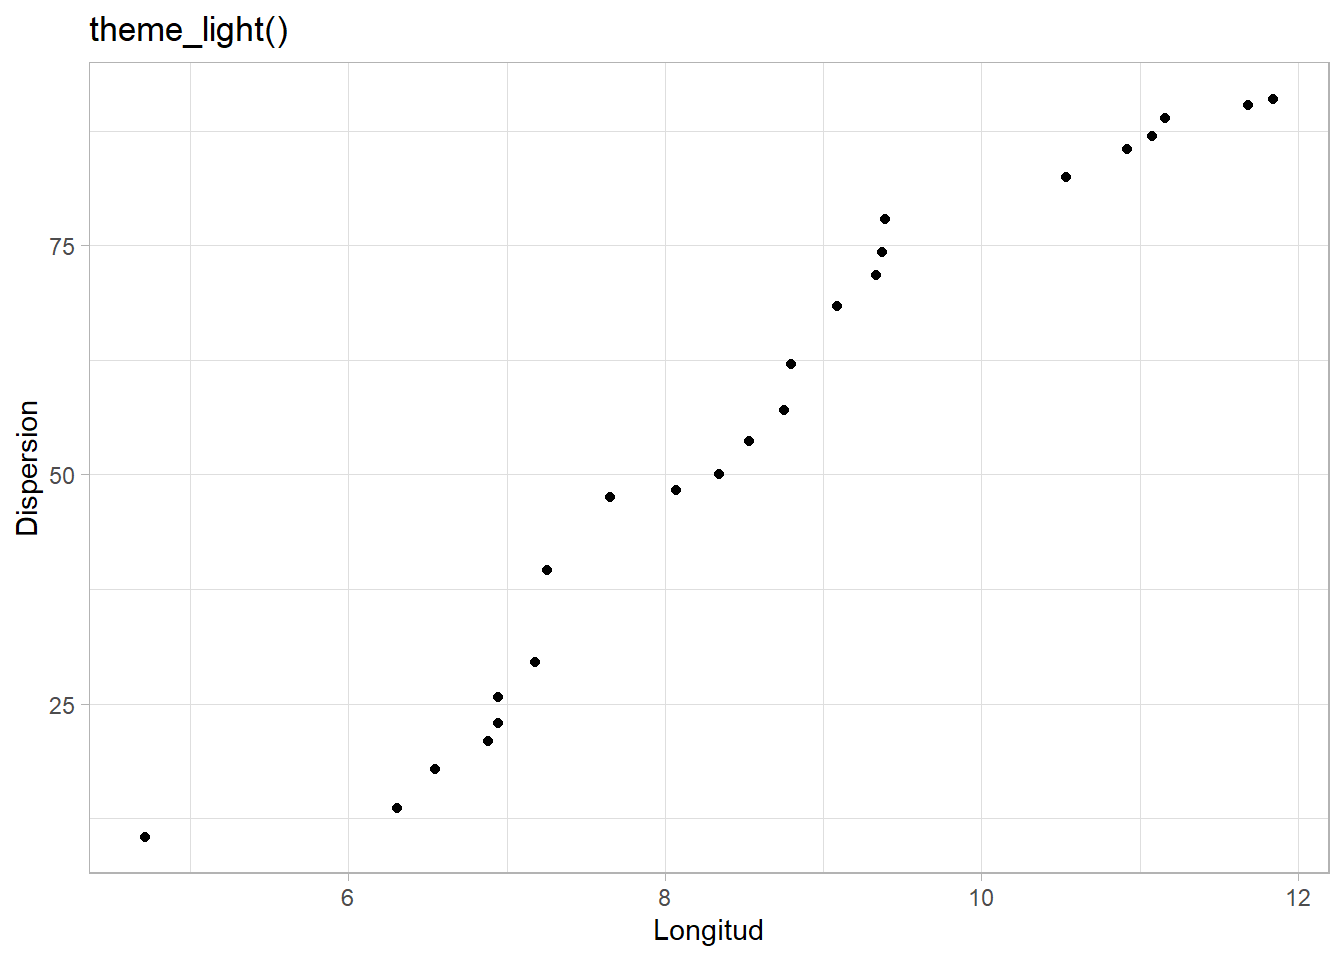 theme_light()
75
50
25
Dispersion
6 8 10 12
Longitud